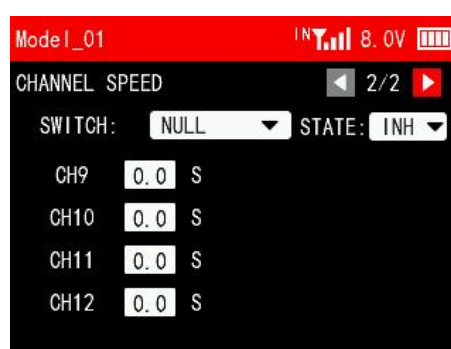 Model_01 IN 8.0V
CHANNEL SPEED 2/2
SWITCH: NULL STATE: INH
CH9 0.0 S
CH10 0.0 S
CH11 0.0 S
CH12 0.0 S